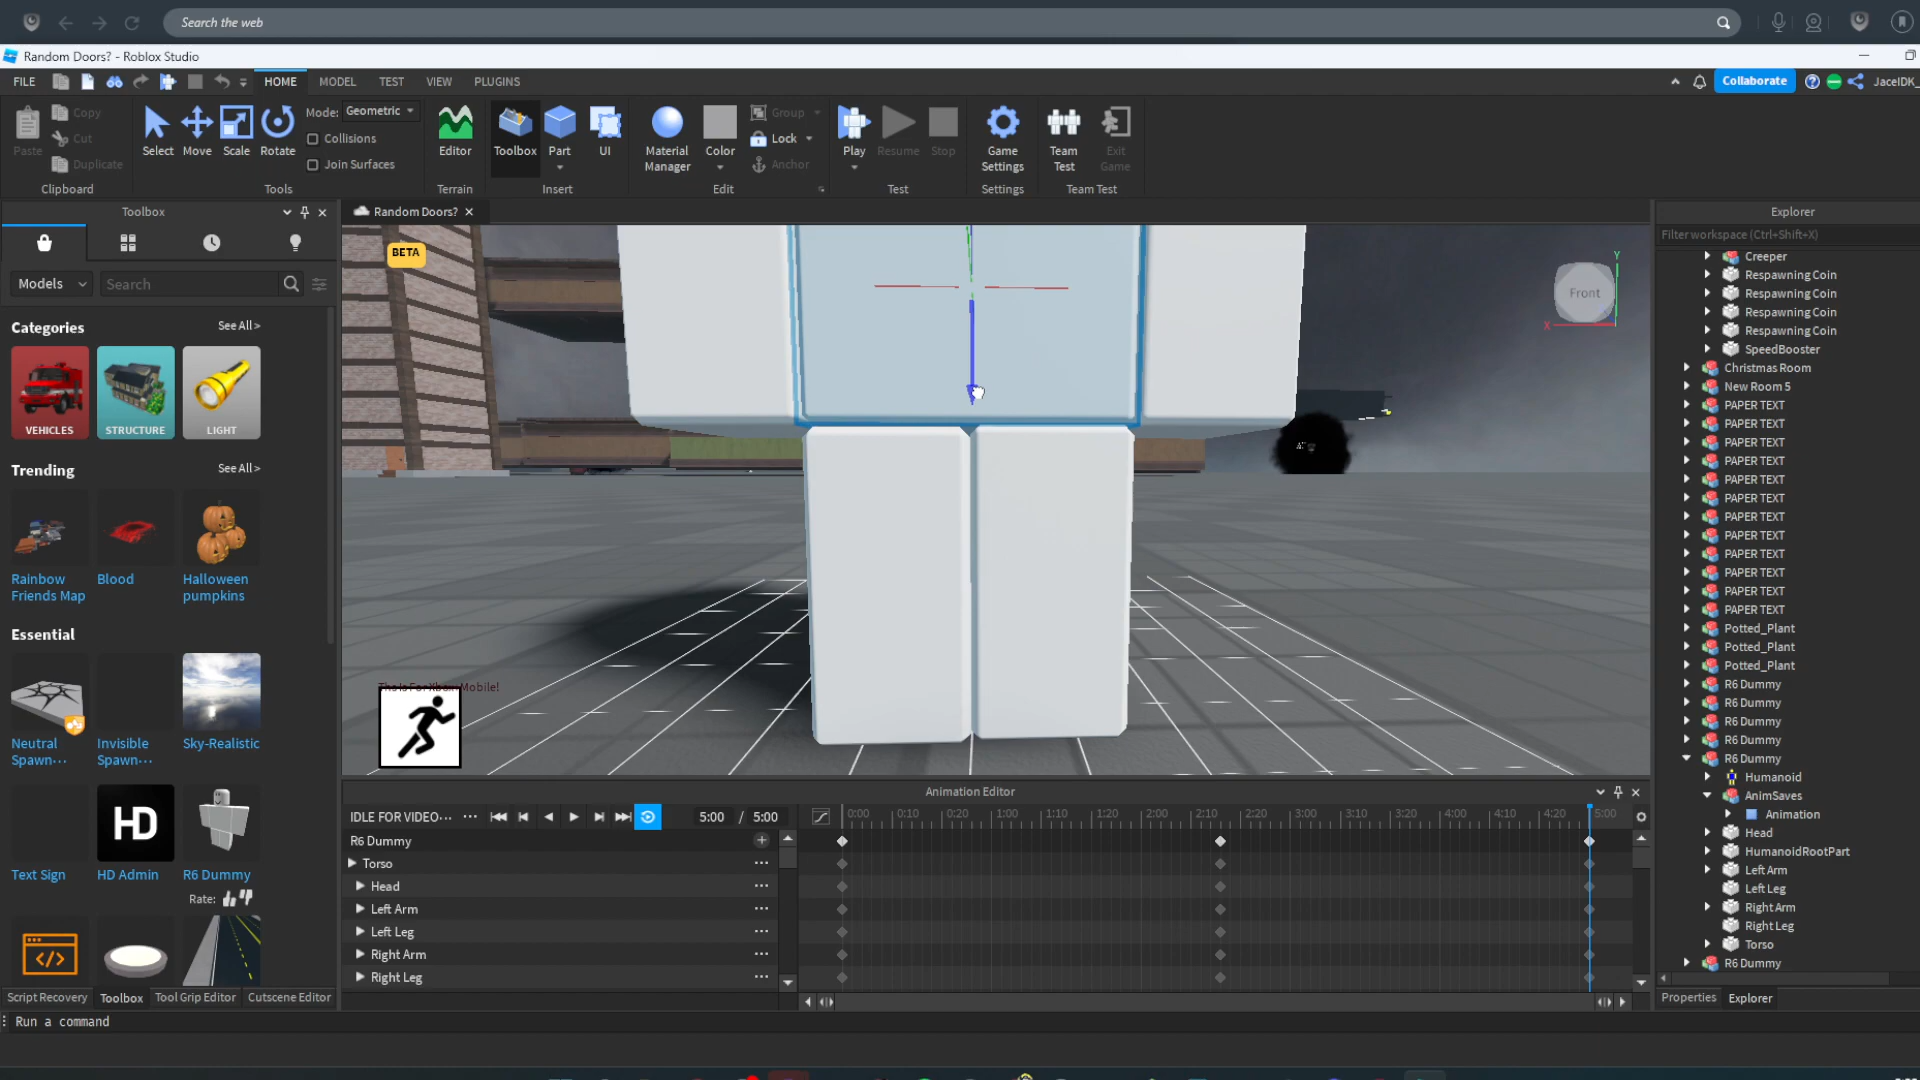 Search the web
Random Doors? - Roblox Studio
FILE
HOME
MODEL
TEST
VIEW
PLUGINS
Collaborate
JaceIDK_
Paste
Copy
Cut
Duplicate
Clipboard
Select
Move
Scale
Rotate
Mode: Geometric
Collisions
Join Surfaces
Tools
Editor
Terrain
Toolbox
Part
UI
Insert
Material Manager
Color
Group
Lock
Anchor
Edit
Play
Resume
Stop
Test
Game Settings
Settings
Team Test
Exit Game
Team Test
Toolbox
Models
Search
Categories
See All >
VEHICLES
STRUCTURE
LIGHT
Trending
See All >
Rainbow Friends Map
Blood
Halloween pumpkins
Essential
Neutral Spawn...
Invisible Spawn...
Sky-Realistic
HD
Text Sign
HD Admin
R6 Dummy
Rate:
Script Recovery
Toolbox
Tool Grip Editor
Cutscene Editor
Run a command
Random Doors?
BETA
Y
Front
X
Animation Editor
IDLE FOR VIDEO...
5:00 / 5:00
0:00 0:10 0:20 1:00 1:10 1:20 2:00 2:10 2:20 3:00 3:10 3:20 4:00 4:10 4:20 5:00
R6 Dummy
Torso
Head
Left Arm
Left Leg
Right Arm
Right Leg
Explorer
Filter workspace (Ctrl+Shift+X)
Creeper
Respawning Coin
Respawning Coin
Respawning Coin
Respawning Coin
SpeedBooster
Christmas Room
New Room 5
PAPER TEXT
PAPER TEXT
PAPER TEXT
PAPER TEXT
PAPER TEXT
PAPER TEXT
PAPER TEXT
PAPER TEXT
PAPER TEXT
PAPER TEXT
PAPER TEXT
PAPER TEXT
Potted_Plant
Potted_Plant
Potted_Plant
R6 Dummy
R6 Dummy
R6 Dummy
R6 Dummy
R6 Dummy
Humanoid
AnimSaves
Animation
Head
HumanoidRootPart
Left Arm
Left Leg
Right Arm
Right Leg
Torso
R6 Dummy
Properties
Explorer